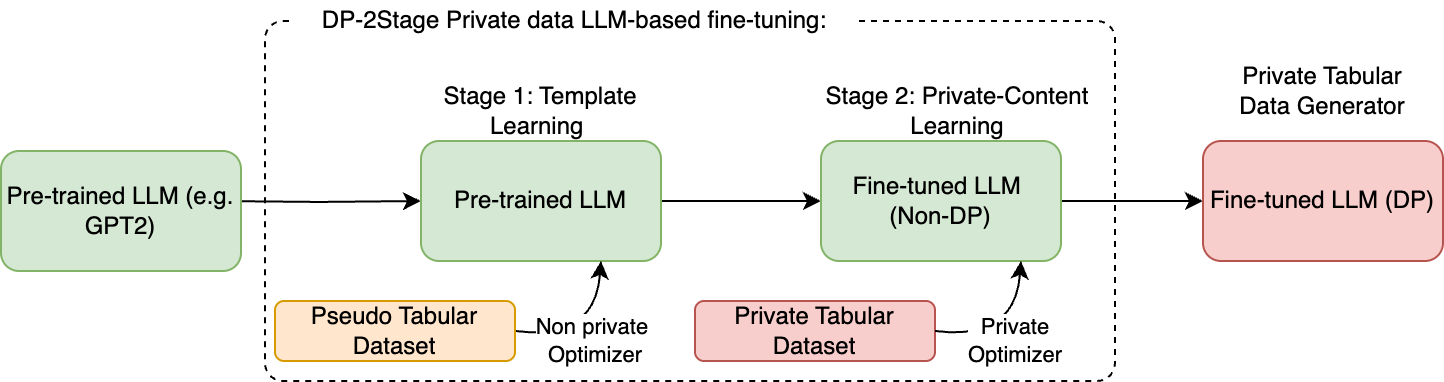 DP-2Stage Private data LLM-based fine-tuning:
Pre-trained LLM (e.g.
GPT2)
Stage 1: Template
Learning
Pre-trained LLM
Pseudo Tabular
Dataset
Non private
Optimizer
Stage 2: Private-Content
Learning
Fine-tuned LLM
(Non-DP)
Private Tabular
Dataset
Private
Optimizer
Private Tabular
Data Generator
Fine-tuned LLM (DP)